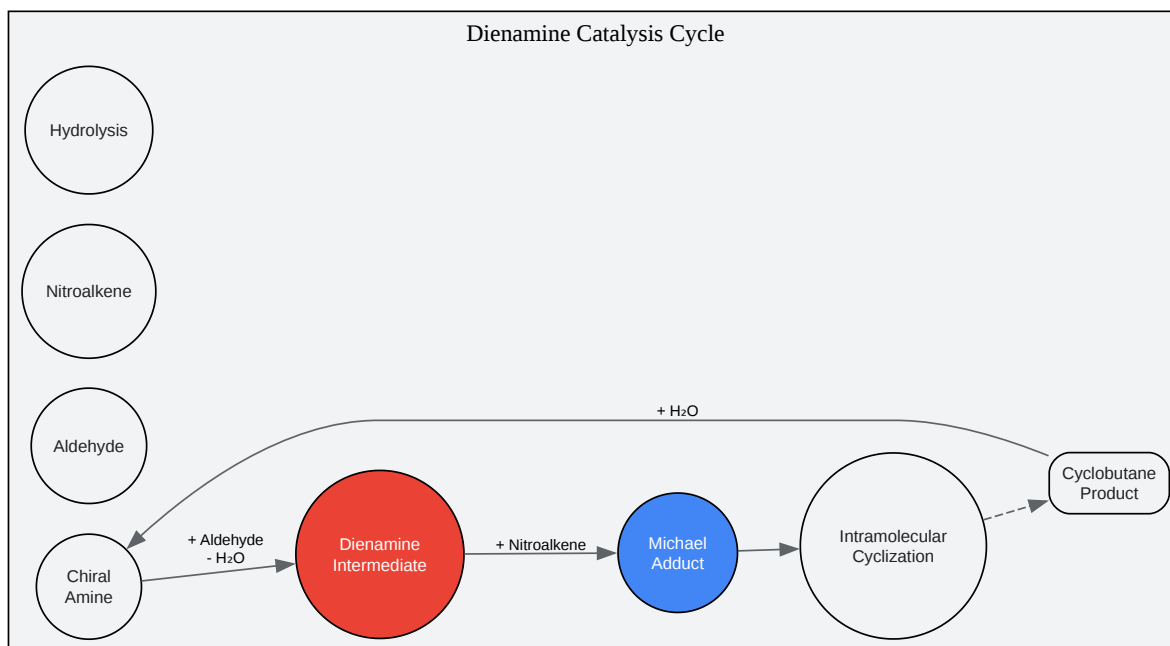 Dienamine Catalysis Cycle
Hydrolysis
Nitroalkene
Aldehyde
+ H₂O
Cyclobutane
Product
+ Aldehyde
- H₂O
Dienamine
Intermediate
+ Nitroalkene
Michael
Adduct
Intramolecular
Cyclization
Chiral
Amine